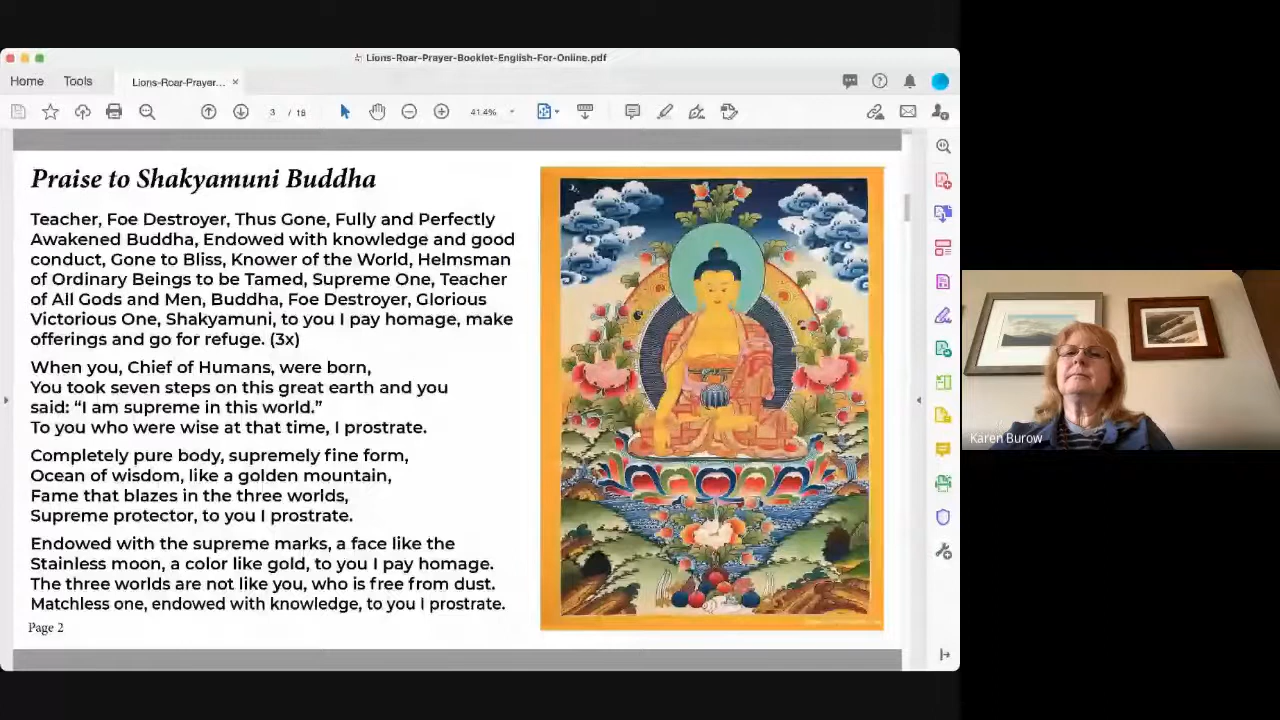 Lions-Roar-Prayer-Booklet-English-For-Online.pdf
Home
Tools
Lions-Roar-Prayer...
3 / 18
41.4%
Praise to Shakyamuni Buddha
Teacher, Foe Destroyer, Thus Gone, Fully and Perfectly
Awakened Buddha, Endowed with knowledge and good
conduct, Gone to Bliss, Knower of the World, Helmsman
of Ordinary Beings to be Tamed, Supreme One, Teacher
of All Gods and Men, Buddha, Foe Destroyer, Glorious
Victorious One, Shakyamuni, to you I pay homage, make
offerings and go for refuge. (3x)
When you, Chief of Humans, were born,
You took seven steps on this great earth and you
said: “I am supreme in this world.”
To you who were wise at that time, I prostrate.
Completely pure body, supremely fine form,
Ocean of wisdom, like a golden mountain,
Fame that blazes in the three worlds,
Supreme protector, to you I prostrate.
Endowed with the supreme marks, a face like the
Stainless moon, a color like gold, to you I pay homage.
The three worlds are not like you, who is free from dust.
Matchless one, endowed with knowledge, to you I prostrate.
Page 2
Karen Burow